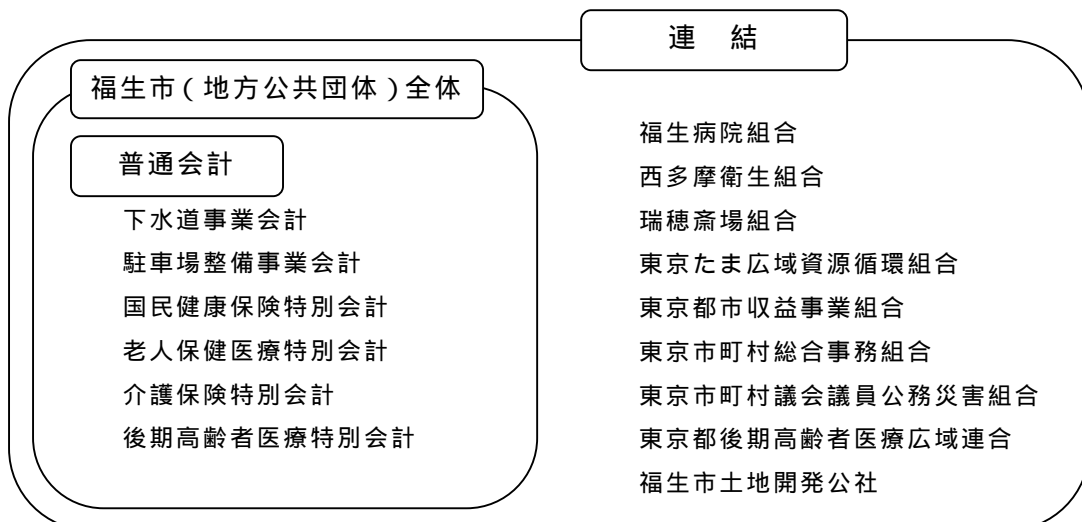 連　結
福生市(地方公共団体)全体
普通会計
下水道事業会計
駐車場整備事業会計
国民健康保険特別会計
老人保健医療特別会計
介護保険特別会計
後期高齢者医療特別会計
福生病院組合
西多摩衛生組合
瑞穂斎場組合
東京たま広域資源循環組合
東京都市収益事業組合
東京市町村総合事務組合
東京市町村議会議員公務災害組合
東京都後期高齢者医療広域連合
福生市土地開発公社